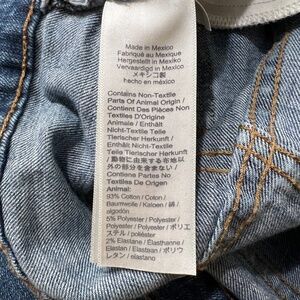 Made in Mexico
Fabriqué au Mexique
Hergestellt in Mexiko
Vervaardigd in Mexico
メキシコ製
hecho en méxico
Contains Non-Textile
Parts Of Animal Origin /
Contient Des Pièces Non
Textiles D'Origine
Animale / Enthält
Nicht-Textile Teile
Tierischer Herkunft /
Enthält Nicht-Textile
Teile Tierischer Herkunft
/ 動物に由来する布地以
外の部分を含みます /
Contiene Partes No
Textiles De Origen
Animal:
93% Cotton / Coton /
Baumwolle / Katoen / 綿 /
algodón
5% Polyester / Polyester /
Polyester / Polyester / ポリエ
ステル / poliéster
2% Elastane / Élasthanne /
Elastan / Elastaan / ポリウ
レタン / elastano